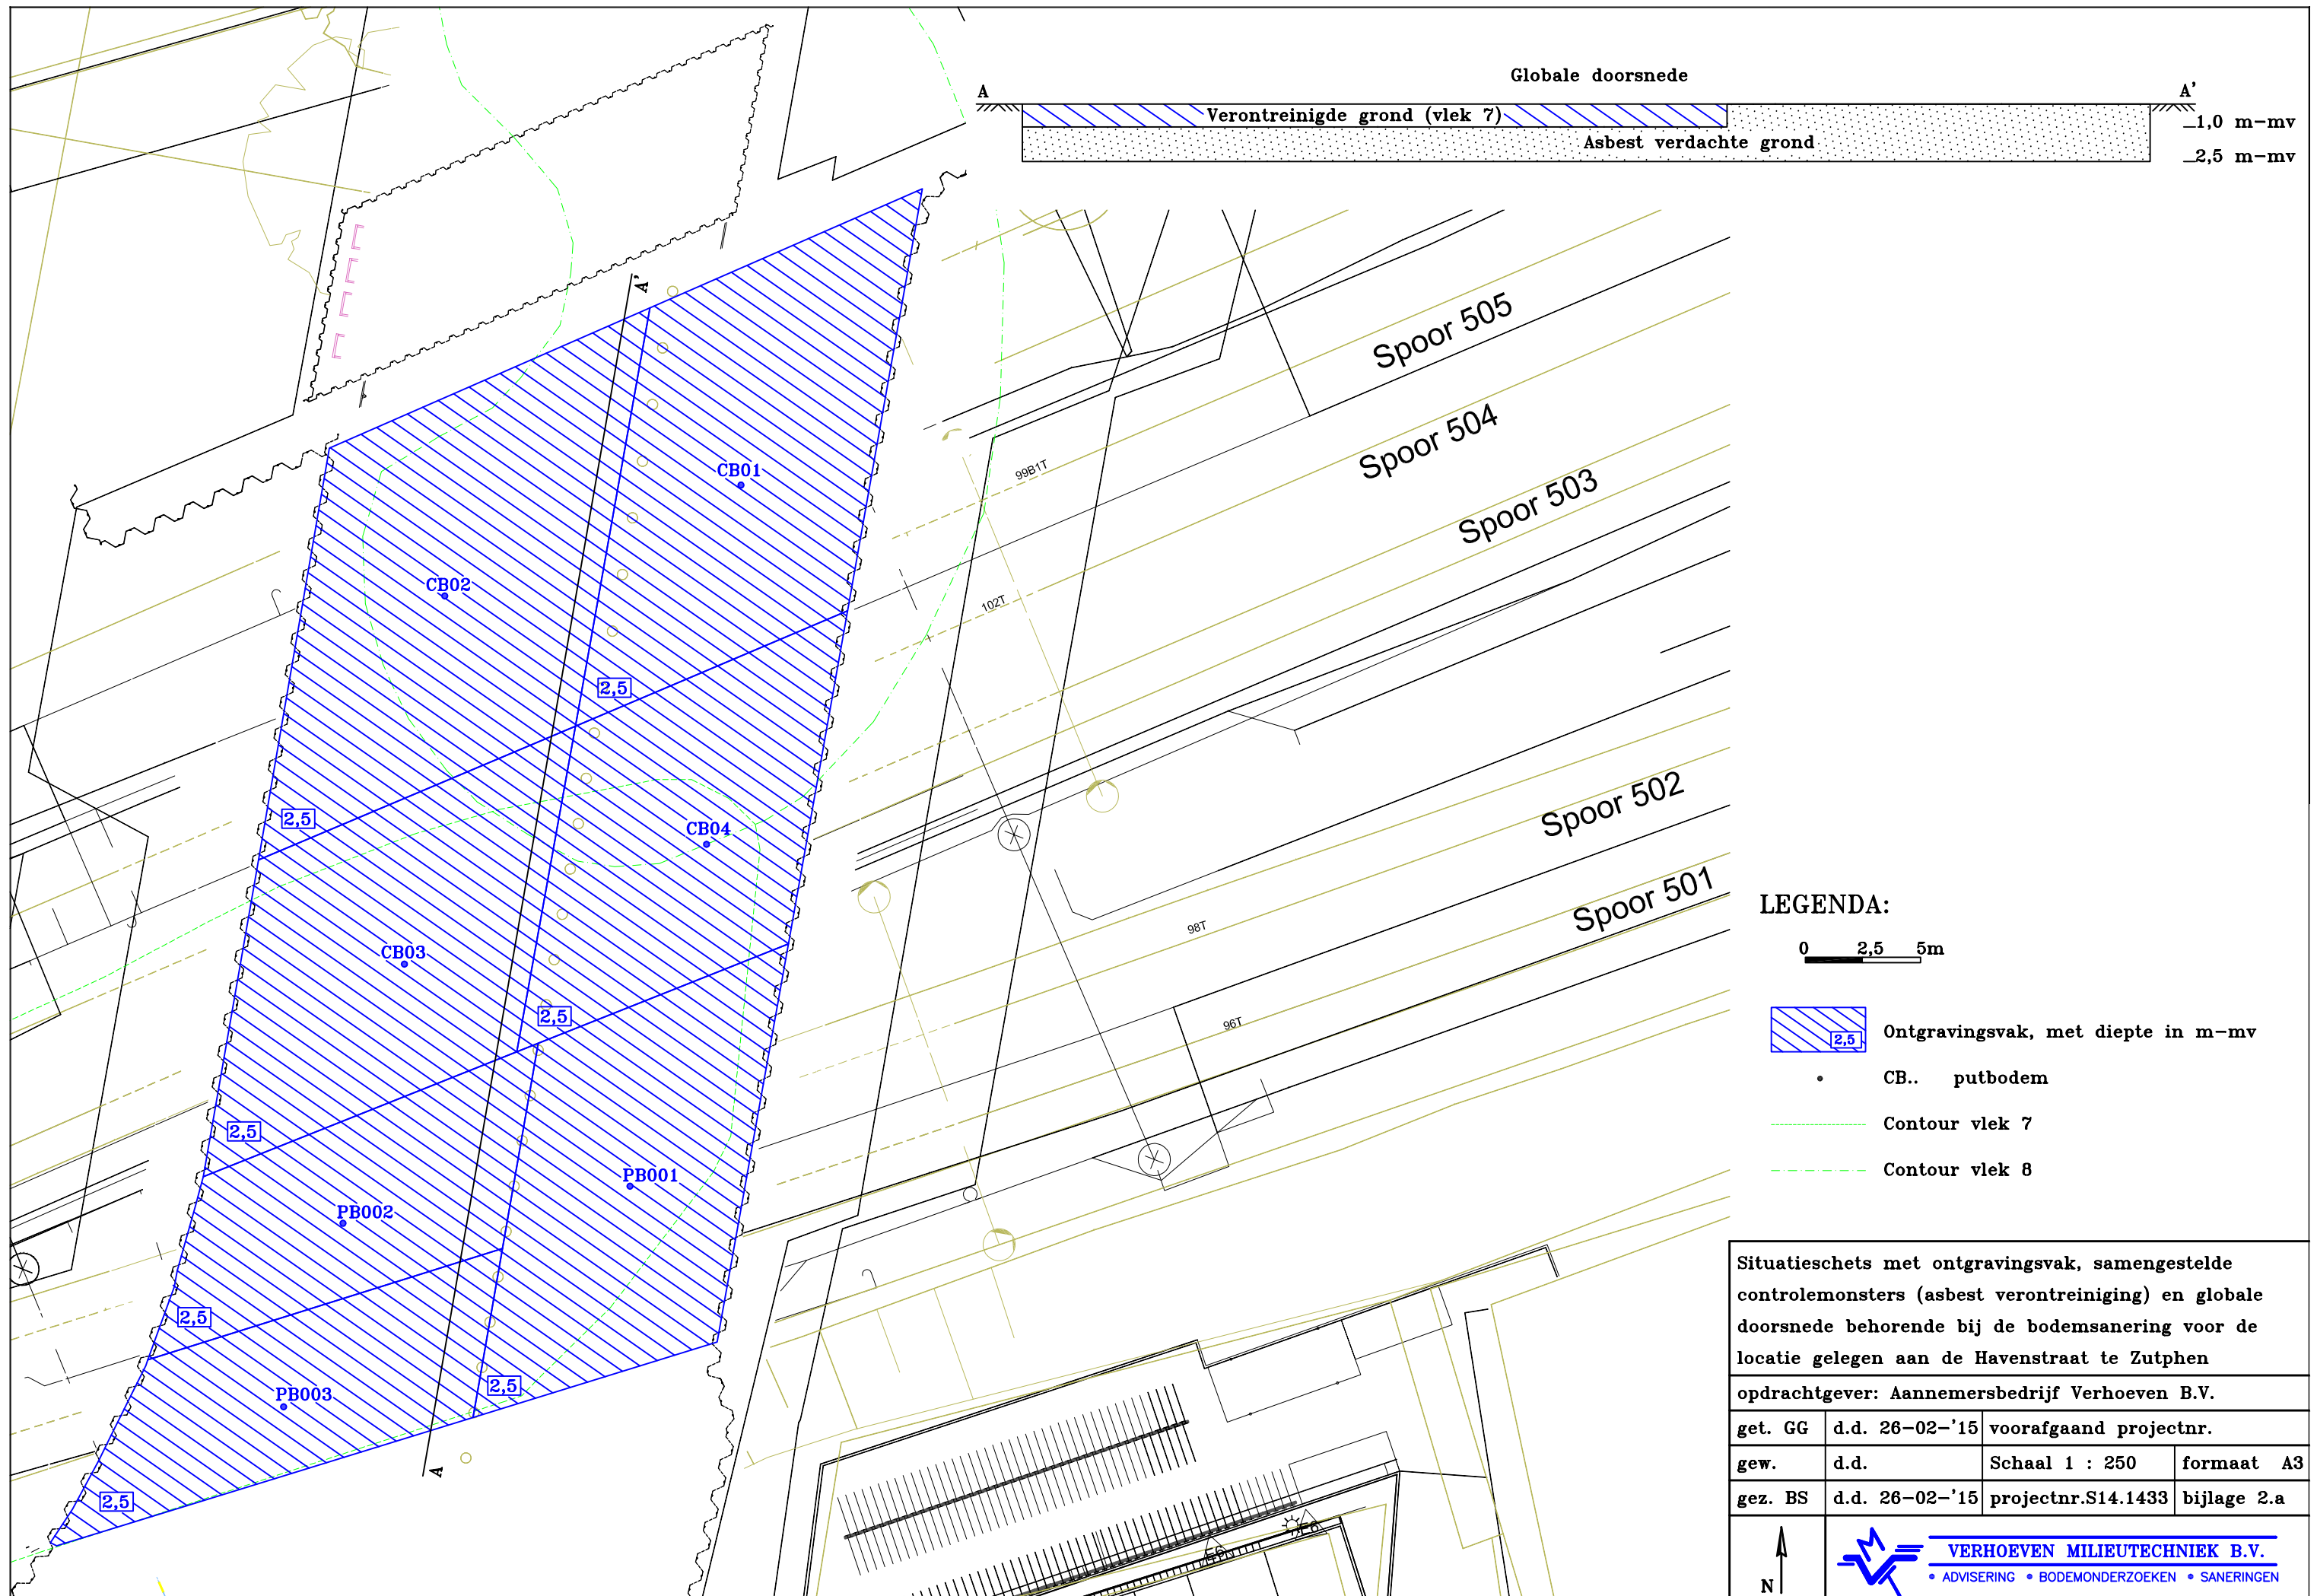 Globale doorsnede
A
A'
Verontreinigde grond (vlek 7)
1,0 m-mv
Asbest verdachte grond
2,5 m-mv
A'
Spoor 505
Spoor 504
CB01
99B1T
Spoor 503
CB02
102T
2,5
Spoor 502
2,5
CB04
Spoor 501
98T
CB03
2,5
96T
2,5
PB001
PB002
2,5
2,5
PB003
A
2,5
E6
E6
LEGENDA:
0 2,5 5m
2,5
Ontgravingsvak, met diepte in m-mv
CB.. putbodem
Contour vlek 7
Contour vlek 8
Situatieschets met ontgravingsvak, samengestelde
controlemonsters (asbest verontreiniging) en globale
doorsnede behorende bij de bodemsanering voor de
locatie gelegen aan de Havenstraat te Zutphen
opdrachtgever: Aannemersbedrijf Verhoeven B.V.
get. GG d.d. 26-02-'15 voorafgaand projectnr.
gew. d.d. Schaal 1 : 250 formaat A3
gez. BS d.d. 26-02-'15 projectnr.S14.1433 bijlage 2.a
N
VERHOEVEN MILIEUTECHNIEK B.V.
ADVISERING BODEMONDERZOEKEN SANERINGEN